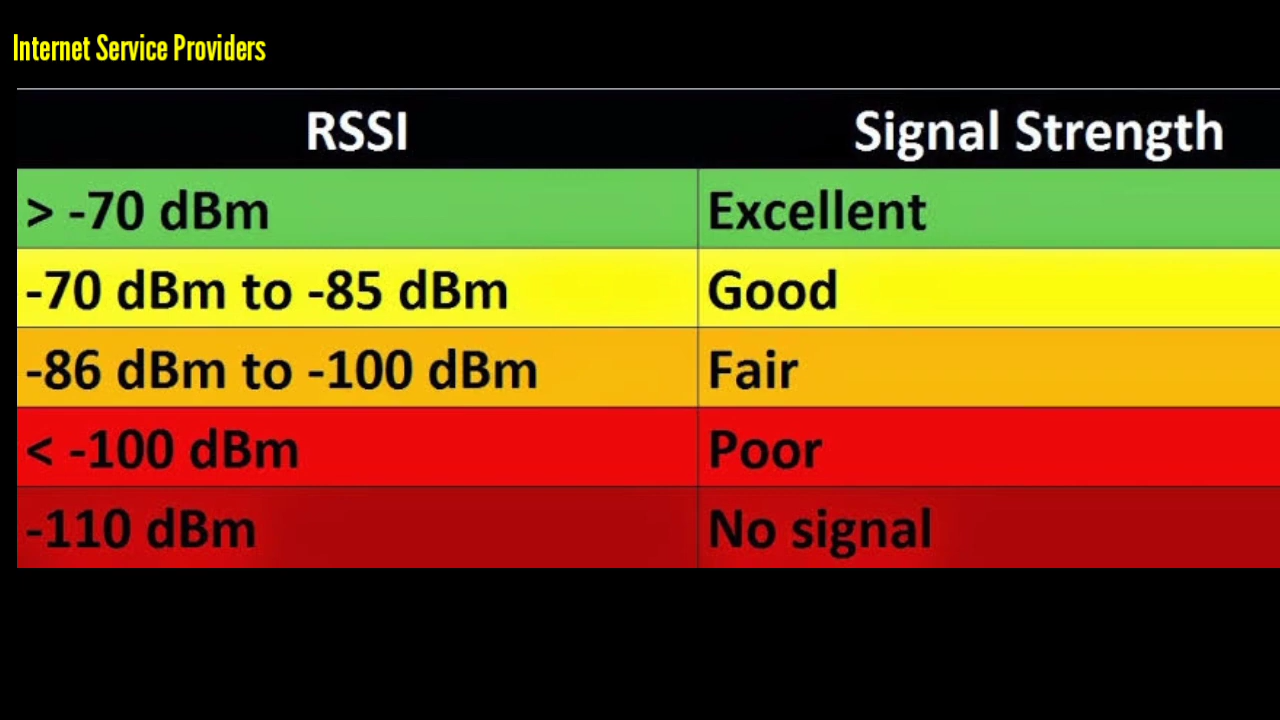 Internet Service Providers
RSSI Signal Strength
> -70 dBm Excellent
-70 dBm to -85 dBm Good
-86 dBm to -100 dBm Fair
< -100 dBm Poor
-110 dBm No signal